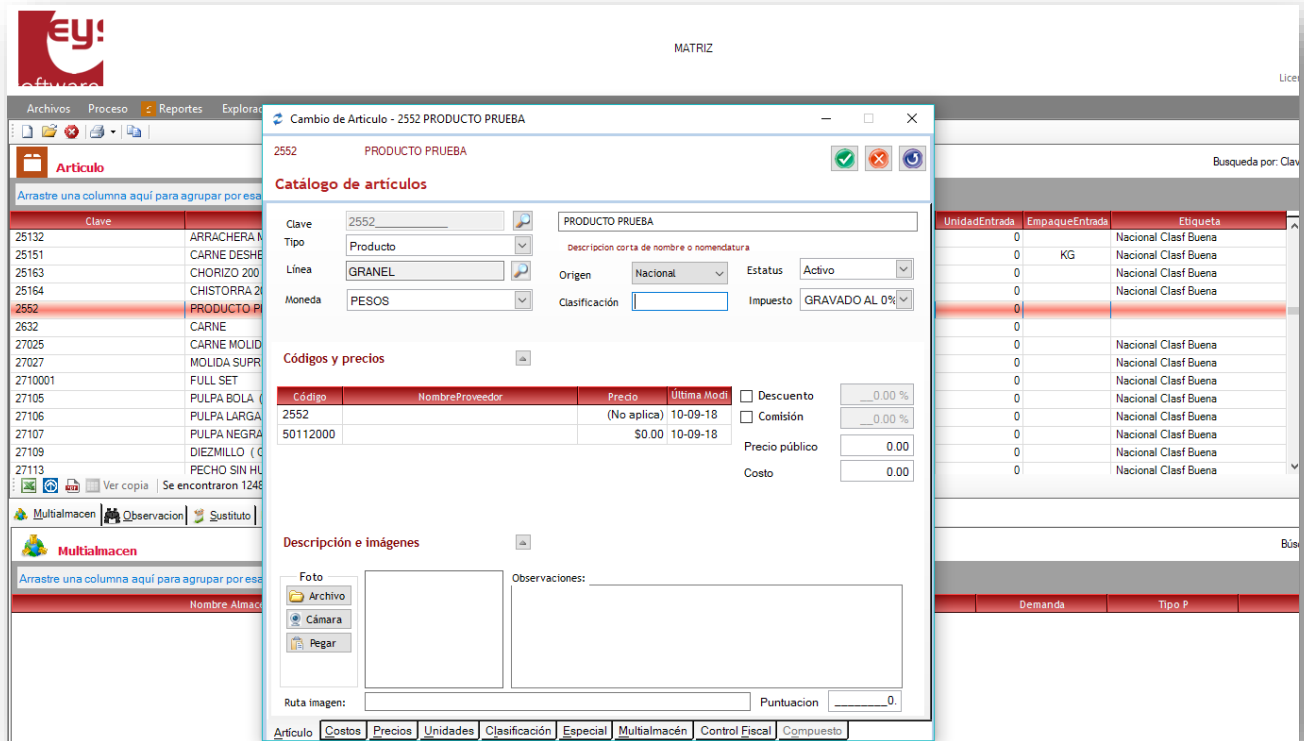 ey!
oftware
MATRIZ
Licen
Archivos Proceso Reportes Explorac
Cambio de Articulo - 2552 PRODUCTO PRUEBA
2552 PRODUCTO PRUEBA
Articulo
Busqueda por: Clav
Catálogo de artículos
Arrastre una columna aquí para agrupar por esa
Clave UnidadEntrada EmpaqueEntrada Etiqueta
25132 ARRACHERA M 0 Nacional Clasf Buena
25151 CARNE DESHE 0 KG Nacional Clasf Buena
25163 CHORIZO 200 0 Nacional Clasf Buena
25164 CHISTORRA 20 0 Nacional Clasf Buena
2552 PRODUCTO PR 0
2632 CARNE 0
27025 CARNE MOLID 0 Nacional Clasf Buena
27027 MOLIDA SUPR 0 Nacional Clasf Buena
2710001 FULL SET 0 Nacional Clasf Buena
27105 PULPA BOLA ( 0 Nacional Clasf Buena
27106 PULPA LARGA 0 Nacional Clasf Buena
27107 PULPA NEGRA 0 Nacional Clasf Buena
27109 DIEZMILLO ( C 0 Nacional Clasf Buena
27113 PECHO SIN HU 0 Nacional Clasf Buena
Ver copia Se encontraron 1248
Clave 2552 PRODUCTO PRUEBA
Tipo Producto Descripcion corta de nombre o nomendatura
Línea GRANEL Origen Nacional Estatus Activo
Moneda PESOS Clasificación Impuesto GRAVADO AL 0%
Códigos y precios
Código NombreProveedor Precio Última Modi
2552 (No aplica) 10-09-18
50112000 $0.00 10-09-18
Descuento __0.00 %
Comisión __0.00 %
Precio público 0.00
Costo 0.00
Multialmacen Observacion Sustituto
Multialmacen
Búsq
Arrastre una columna aquí para agrupar por esa
Nombre Almace Demanda Tipo P
Descripción e imágenes
Foto Observaciones:
Archivo
Cámara
Pegar
Ruta imagen: Puntuacion ________0.
Artículo Costos Precios Unidades Clasificación Especial Multialmacén Control Fiscal Compuesto